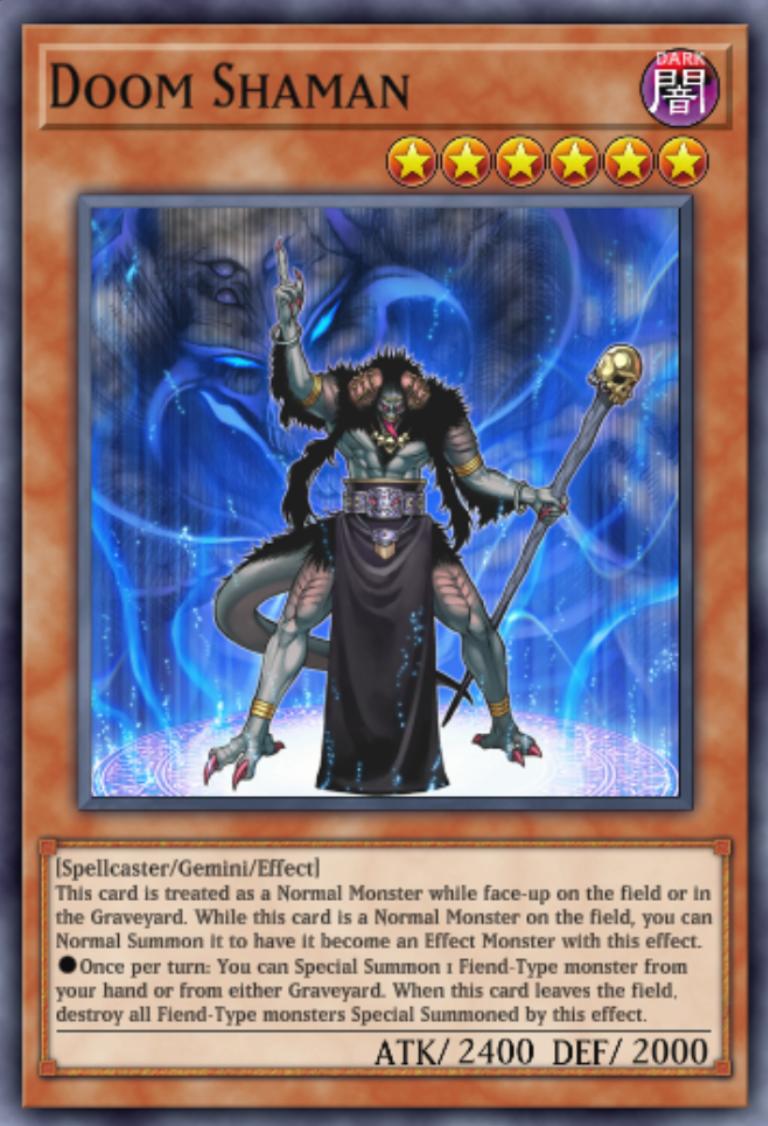 DOOM SHAMAN
DARK
闇
[Spellcaster/Gemini/Effect]
This card is treated as a Normal Monster while face-up on the field or in
the Graveyard. While this card is a Normal Monster on the field, you can
Normal Summon it to have it become an Effect Monster with this effect.
●Once per turn: You can Special Summon 1 Fiend-Type monster from
your hand or from either Graveyard. When this card leaves the field,
destroy all Fiend-Type monsters Special Summoned by this effect.
ATK/ 2400 DEF/ 2000